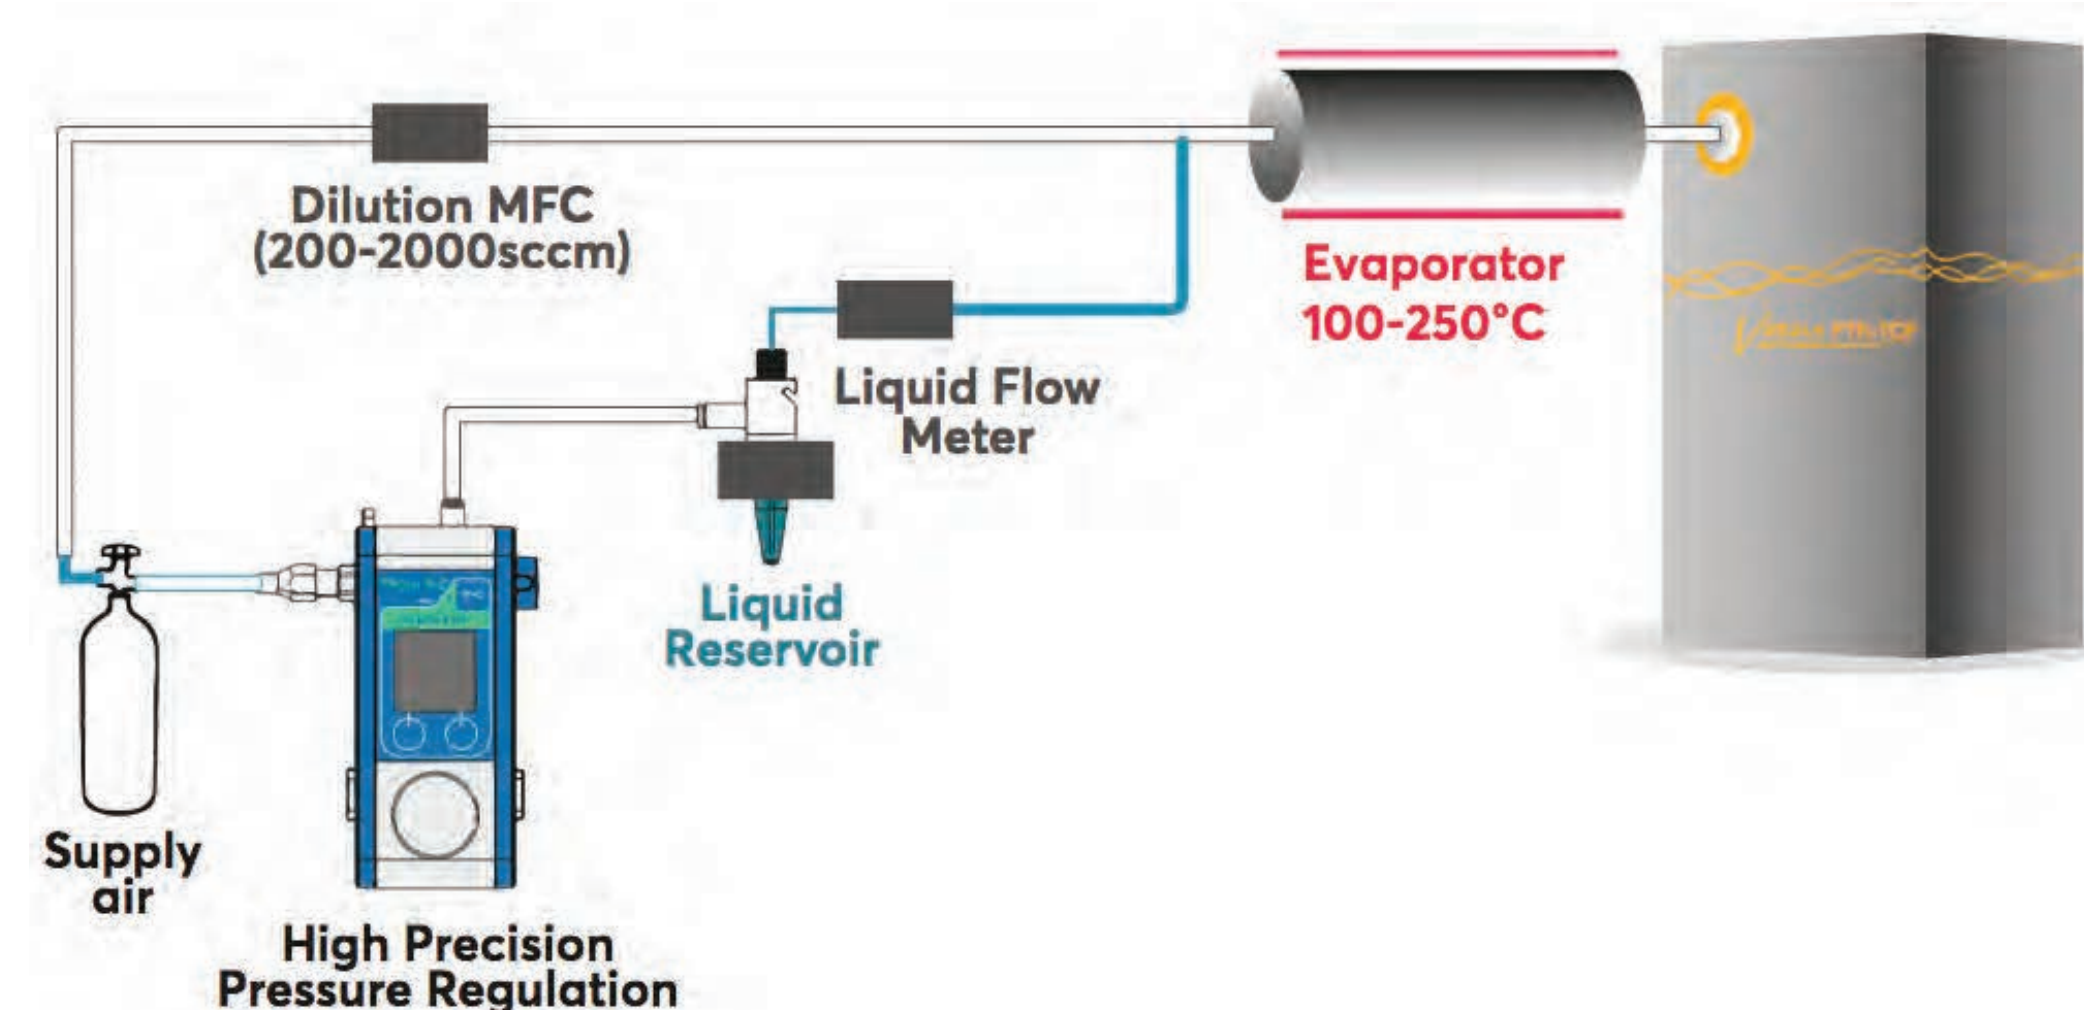 Dilution MFC
(200-2000sccm)
Evaporator
100-250°C
Liquid Flow
Meter
Liquid
Reservoir
Supply
air
High Precision
Pressure Regulation